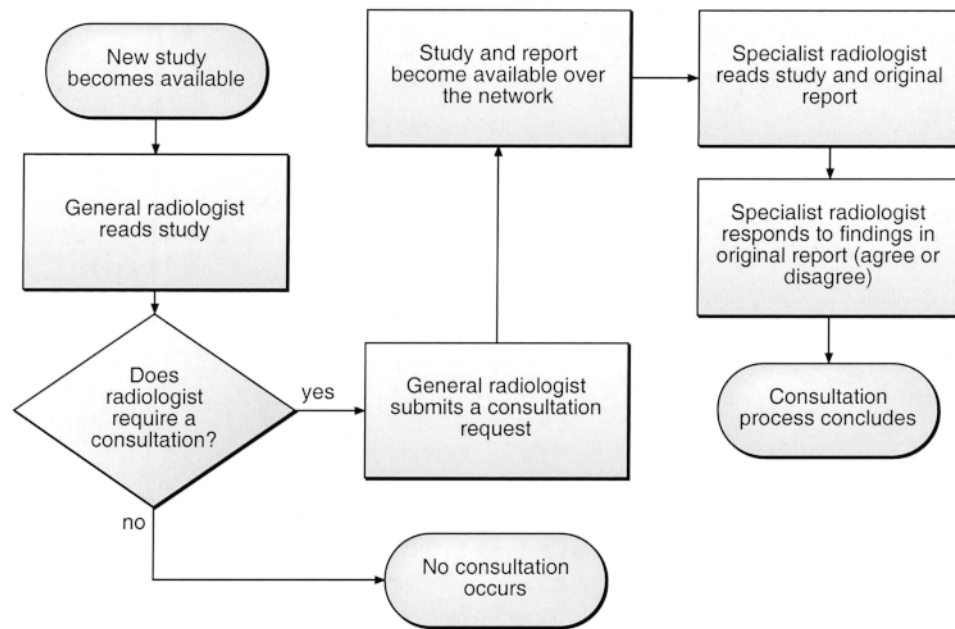 New study
becomes available
General radiologist
reads study
Does
radiologist
require a
consultation?
yes
no
General radiologist
submits a consultation
request
No consultation
occurs
Study and report
become available over
the network
Specialist radiologist
reads study and original
report
Specialist radiologist
responds to findings in
original report (agree or
disagree)
Consultation
process concludes